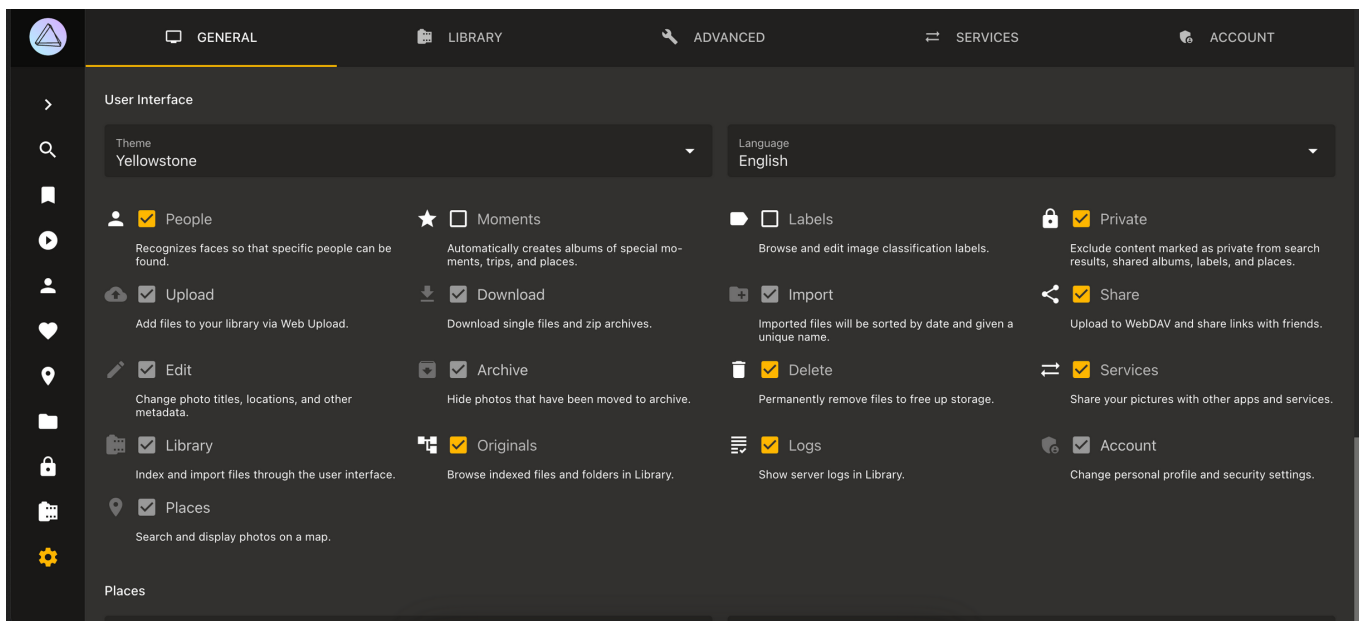 GENERAL
LIBRARY
ADVANCED
SERVICES
ACCOUNT
User Interface
Theme
Yellowstone
Language
English
People
Recognizes faces so that specific people can be
found.
Moments
Automatically creates albums of special mo-
ments, trips, and places.
Labels
Browse and edit image classification labels.
Private
Exclude content marked as private from search
results, shared albums, labels, and places.
Upload
Add files to your library via Web Upload.
Download
Download single files and zip archives.
Import
Imported files will be sorted by date and given a
unique name.
Share
Upload to WebDAV and share links with friends.
Edit
Change photo titles, locations, and other
metadata.
Archive
Hide photos that have been moved to archive.
Delete
Permanently remove files to free up storage.
Services
Share your pictures with other apps and services.
Library
Index and import files through the user interface.
Originals
Browse indexed files and folders in Library.
Logs
Show server logs in Library.
Account
Change personal profile and security settings.
Places
Search and display photos on a map.
Places